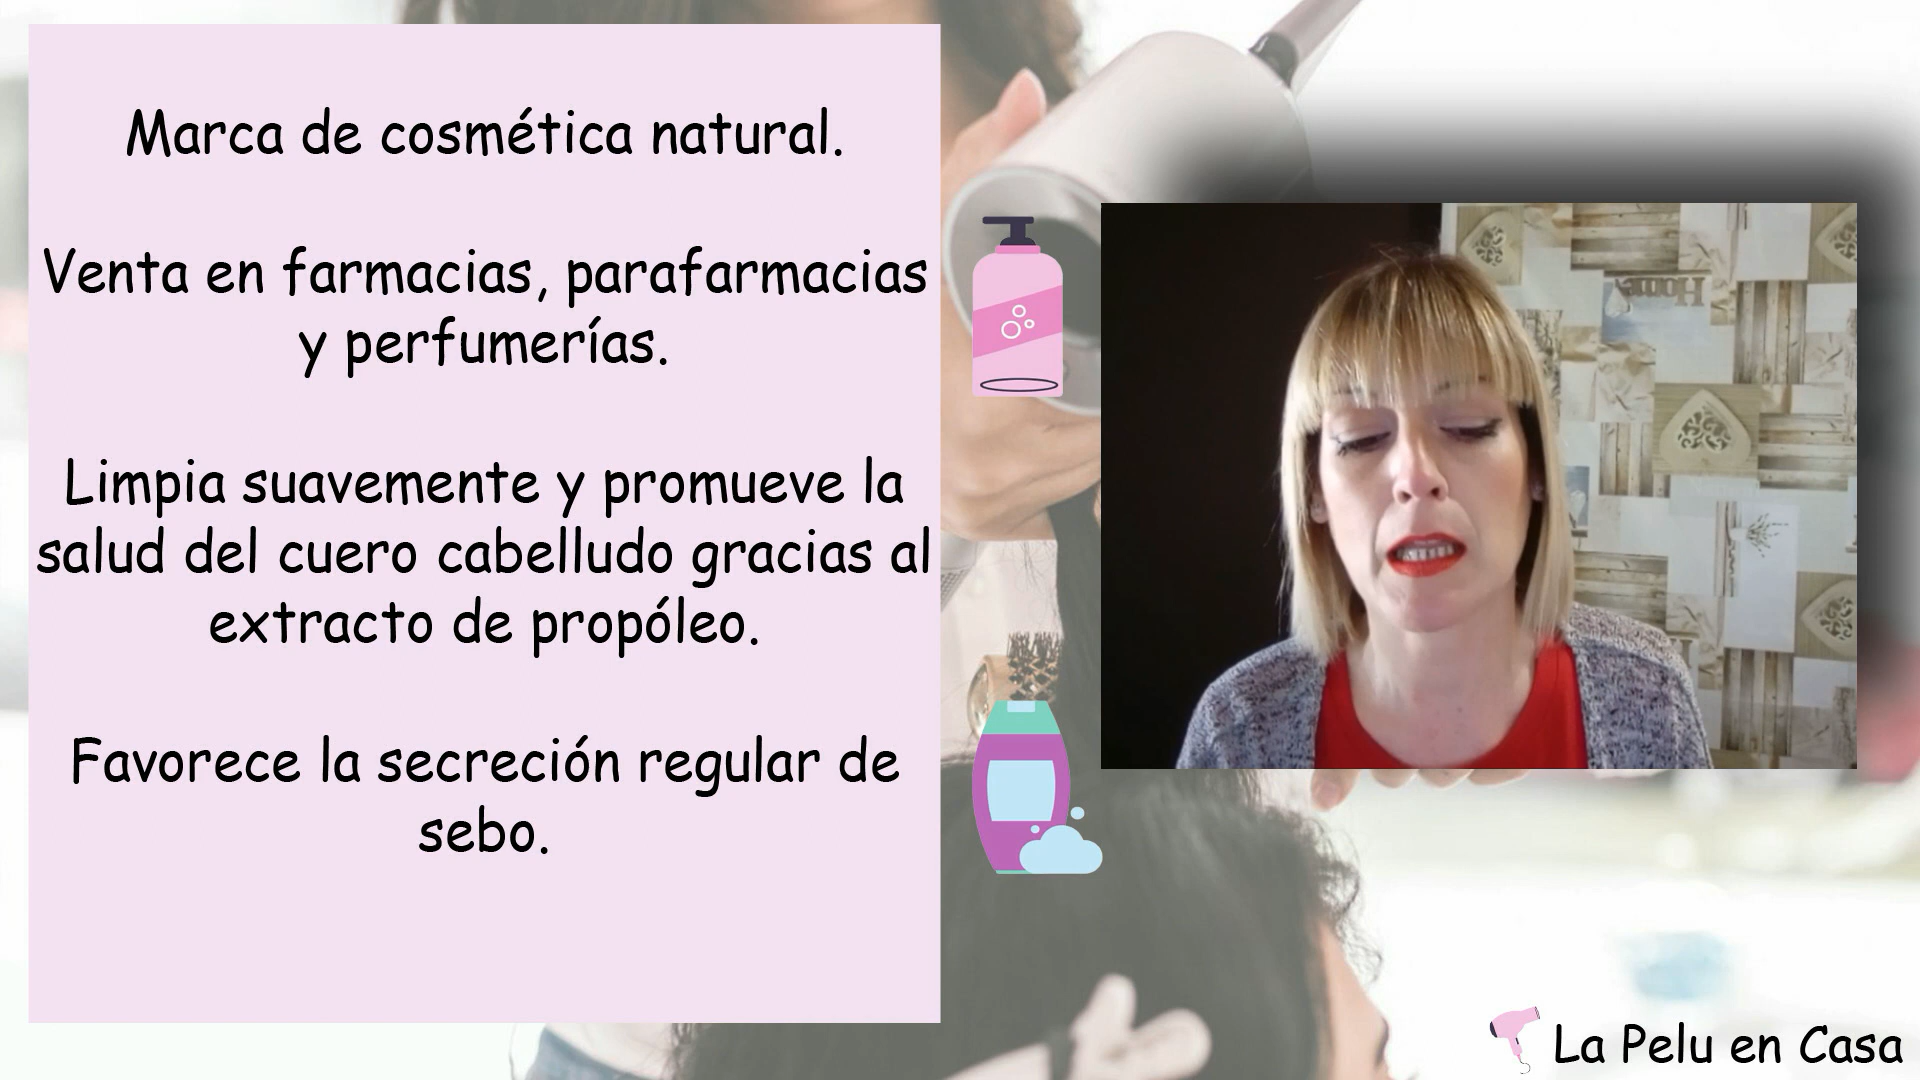 Marca de cosmética natural.
Venta en farmacias, parafarmacias
y perfumerías.
Limpia suavemente y promueve la
salud del cuero cabelludo gracias al
extracto de propóleo.
Favorece la secreción regular de
sebo.
La Pelu en Casa